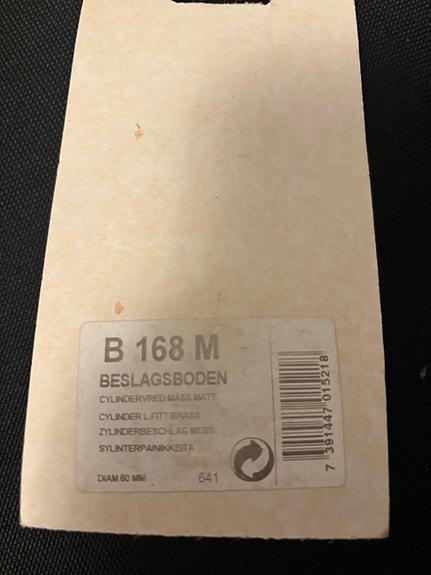 B 168 M
BESLAGSBODEN
CYLINDERVRED MÄSS MATT
CYLINDER L.FITT BRASS
ZYLINDERBESCHLAG MESS
SYLINTERPAINIKKEITA
DIAM 60 MM 641
7 391447 015218